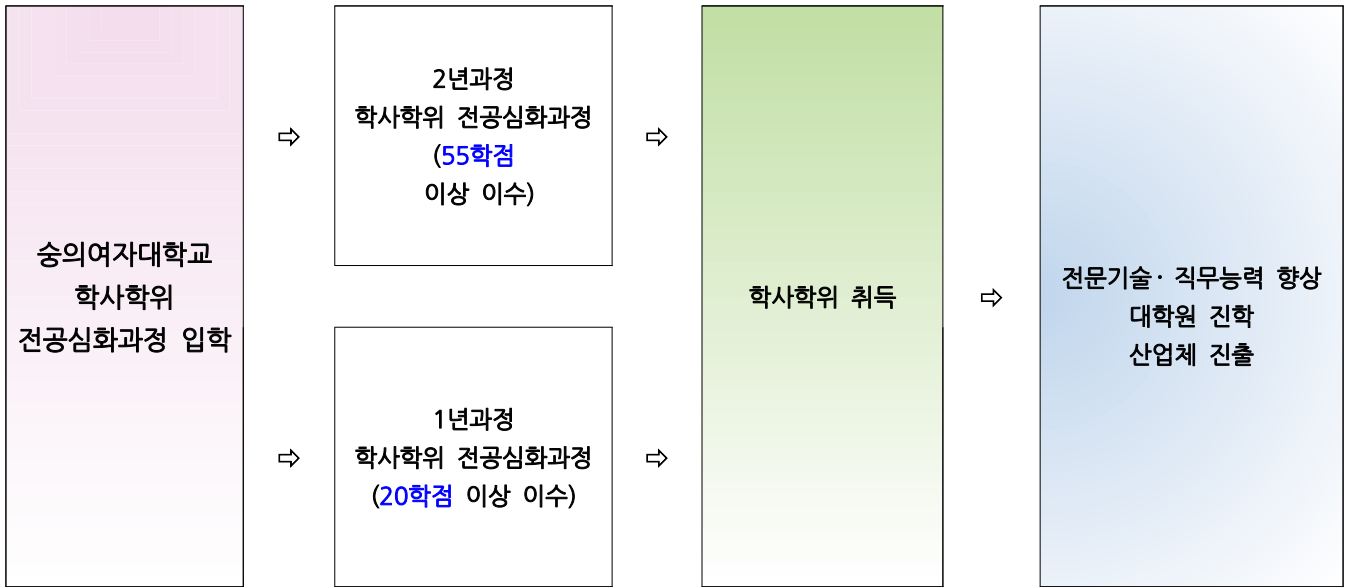 숭의여자대학교
학사학위
전공심화과정 입학
⇨
2년과정
학사학위 전공심화과정
(55학점
이상 이수)
⇨
⇨
1년과정
학사학위 전공심화과정
(20학점 이상 이수)
⇨
학사학위 취득
⇨
전문기술· 직무능력 향상
대학원 진학
산업체 진출